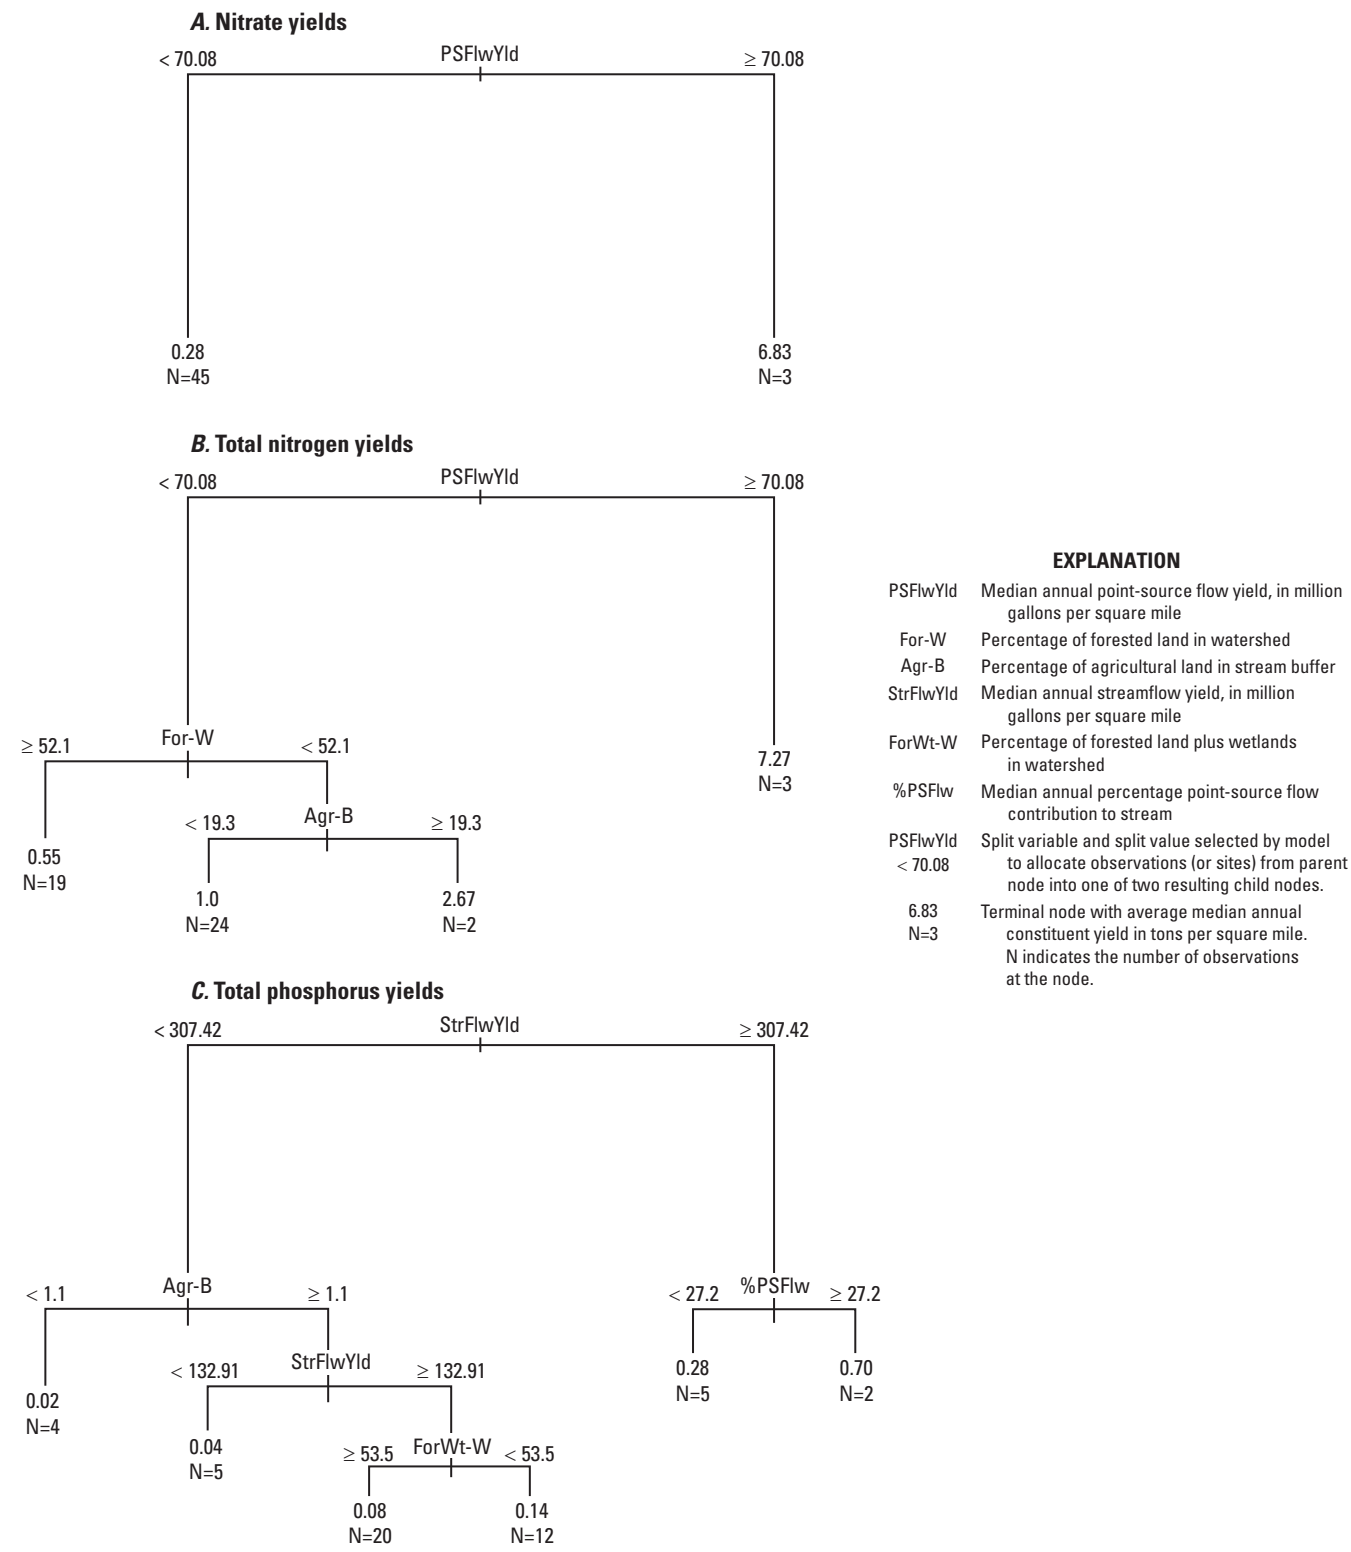 A. Nitrate yields
PSFlwYld
< 70.08
≥ 70.08
0.28
N=45
6.83
N=3
B. Total nitrogen yields
PSFlwYld
< 70.08
≥ 70.08
For-W
≥ 52.1
< 52.1
7.27
N=3
Agr-B
< 19.3
≥ 19.3
0.55
N=19
1.0
N=24
2.67
N=2
EXPLANATION
PSFlwYld Median annual point-source flow yield, in million
gallons per square mile
For-W Percentage of forested land in watershed
Agr-B Percentage of agricultural land in stream buffer
StrFlwYld Median annual streamflow yield, in million
gallons per square mile
ForWt-W Percentage of forested land plus wetlands
in watershed
%PSFlw Median annual percentage point-source flow
contribution to stream
PSFlwYld Split variable and split value selected by model
< 70.08 to allocate observations (or sites) from parent
node into one of two resulting child nodes.
6.83 Terminal node with average median annual
N=3 constituent yield in tons per square mile.
N indicates the number of observations
at the node.
C. Total phosphorus yields
StrFlwYld
< 307.42
≥ 307.42
Agr-B
< 1.1
≥ 1.1
%PSFlw
< 27.2
≥ 27.2
StrFlwYld
< 132.91
≥ 132.91
0.28
N=5
0.70
N=2
0.02
N=4
0.04
N=5
ForWt-W
≥ 53.5
< 53.5
0.08
N=20
0.14
N=12